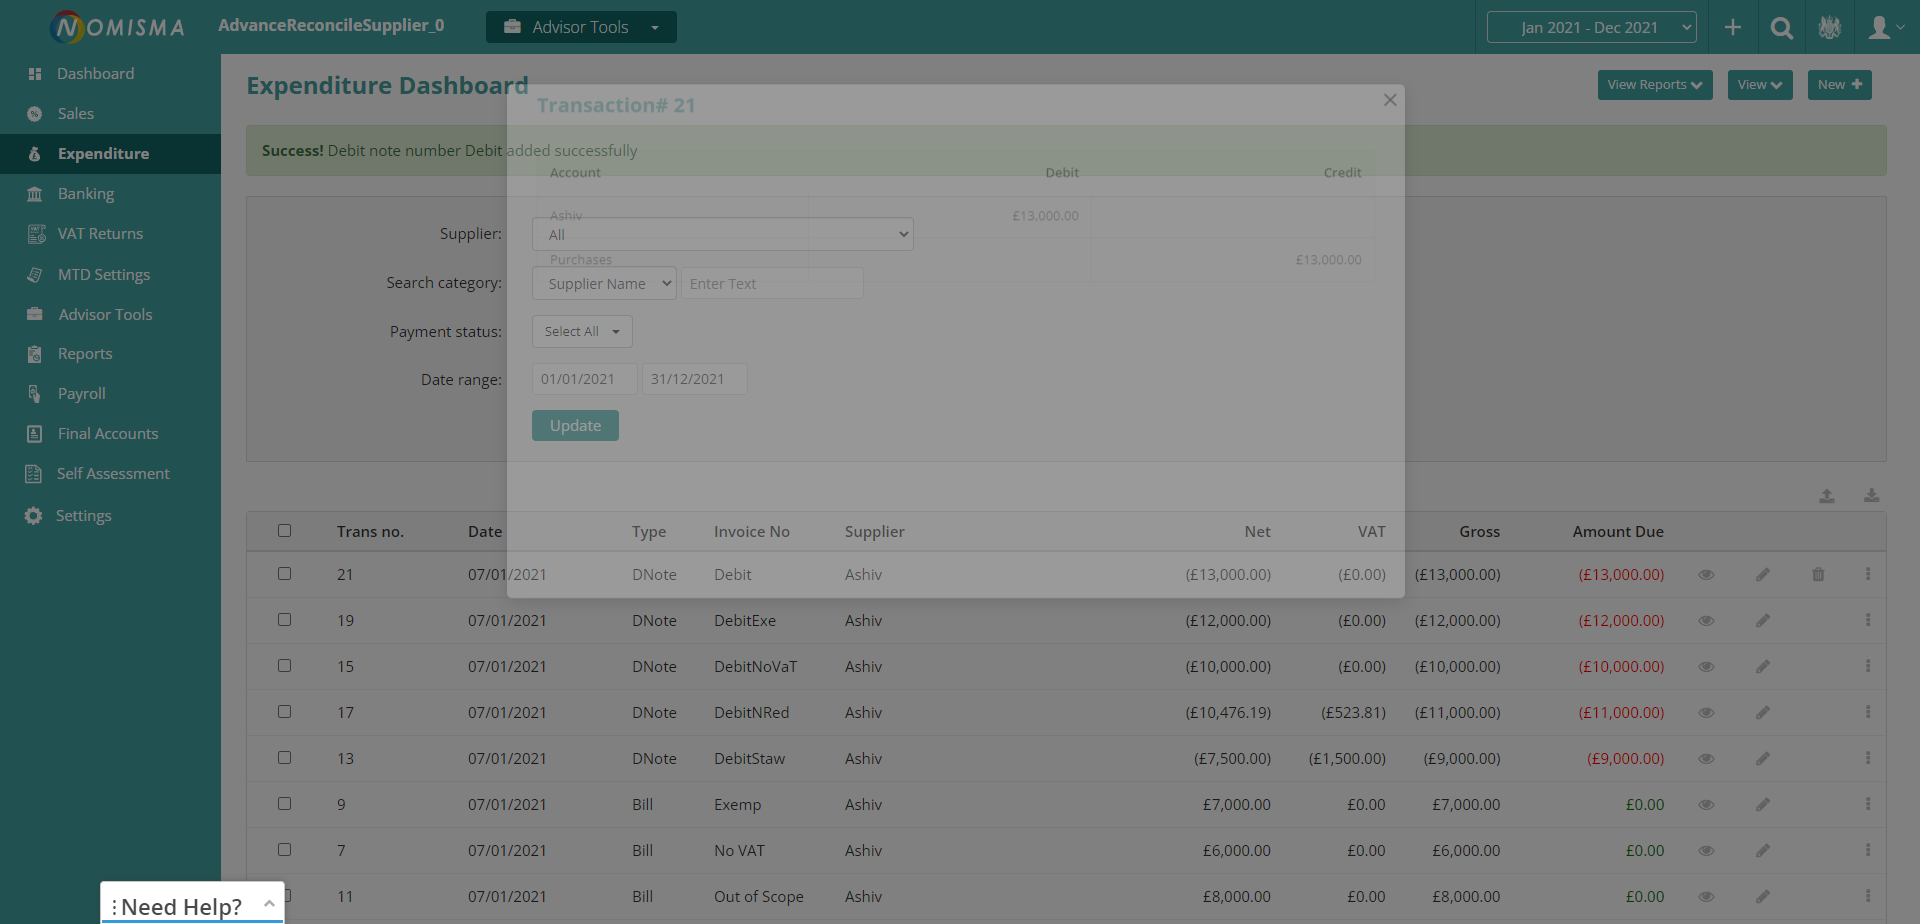 NOMISMA AdvanceReconcileSupplier_0 Advisor Tools Jan 2021 - Dec 2021
Dashboard
Sales
Expenditure
Banking
VAT Returns
MTD Settings
Advisor Tools
Reports
Payroll
Final Accounts
Self Assessment
Settings
Expenditure Dashboard View Reports View New
Transaction# 21
Success! Debit note number Debit added successfully
Account Debit Credit
Ashiv £13,000.00
Purchases £13,000.00
Supplier: All
Search category: Supplier Name Enter Text
Payment status: Select All
Date range: 01/01/2021 31/12/2021
Update
Trans no. Date Type Invoice No Supplier Net VAT Gross Amount Due
21 07/01/2021 DNote Debit Ashiv (£13,000.00) (£0.00) (£13,000.00) (£13,000.00)
19 07/01/2021 DNote DebitExe Ashiv (£12,000.00) (£0.00) (£12,000.00) (£12,000.00)
15 07/01/2021 DNote DebitNoVaT Ashiv (£10,000.00) (£0.00) (£10,000.00) (£10,000.00)
17 07/01/2021 DNote DebitNRed Ashiv (£10,476.19) (£523.81) (£11,000.00) (£11,000.00)
13 07/01/2021 DNote DebitStaw Ashiv (£7,500.00) (£1,500.00) (£9,000.00) (£9,000.00)
9 07/01/2021 Bill Exemp Ashiv £7,000.00 £0.00 £7,000.00 £0.00
7 07/01/2021 Bill No VAT Ashiv £6,000.00 £0.00 £6,000.00 £0.00
11 07/01/2021 Bill Out of Scope Ashiv £8,000.00 £0.00 £8,000.00 £0.00
Need Help?